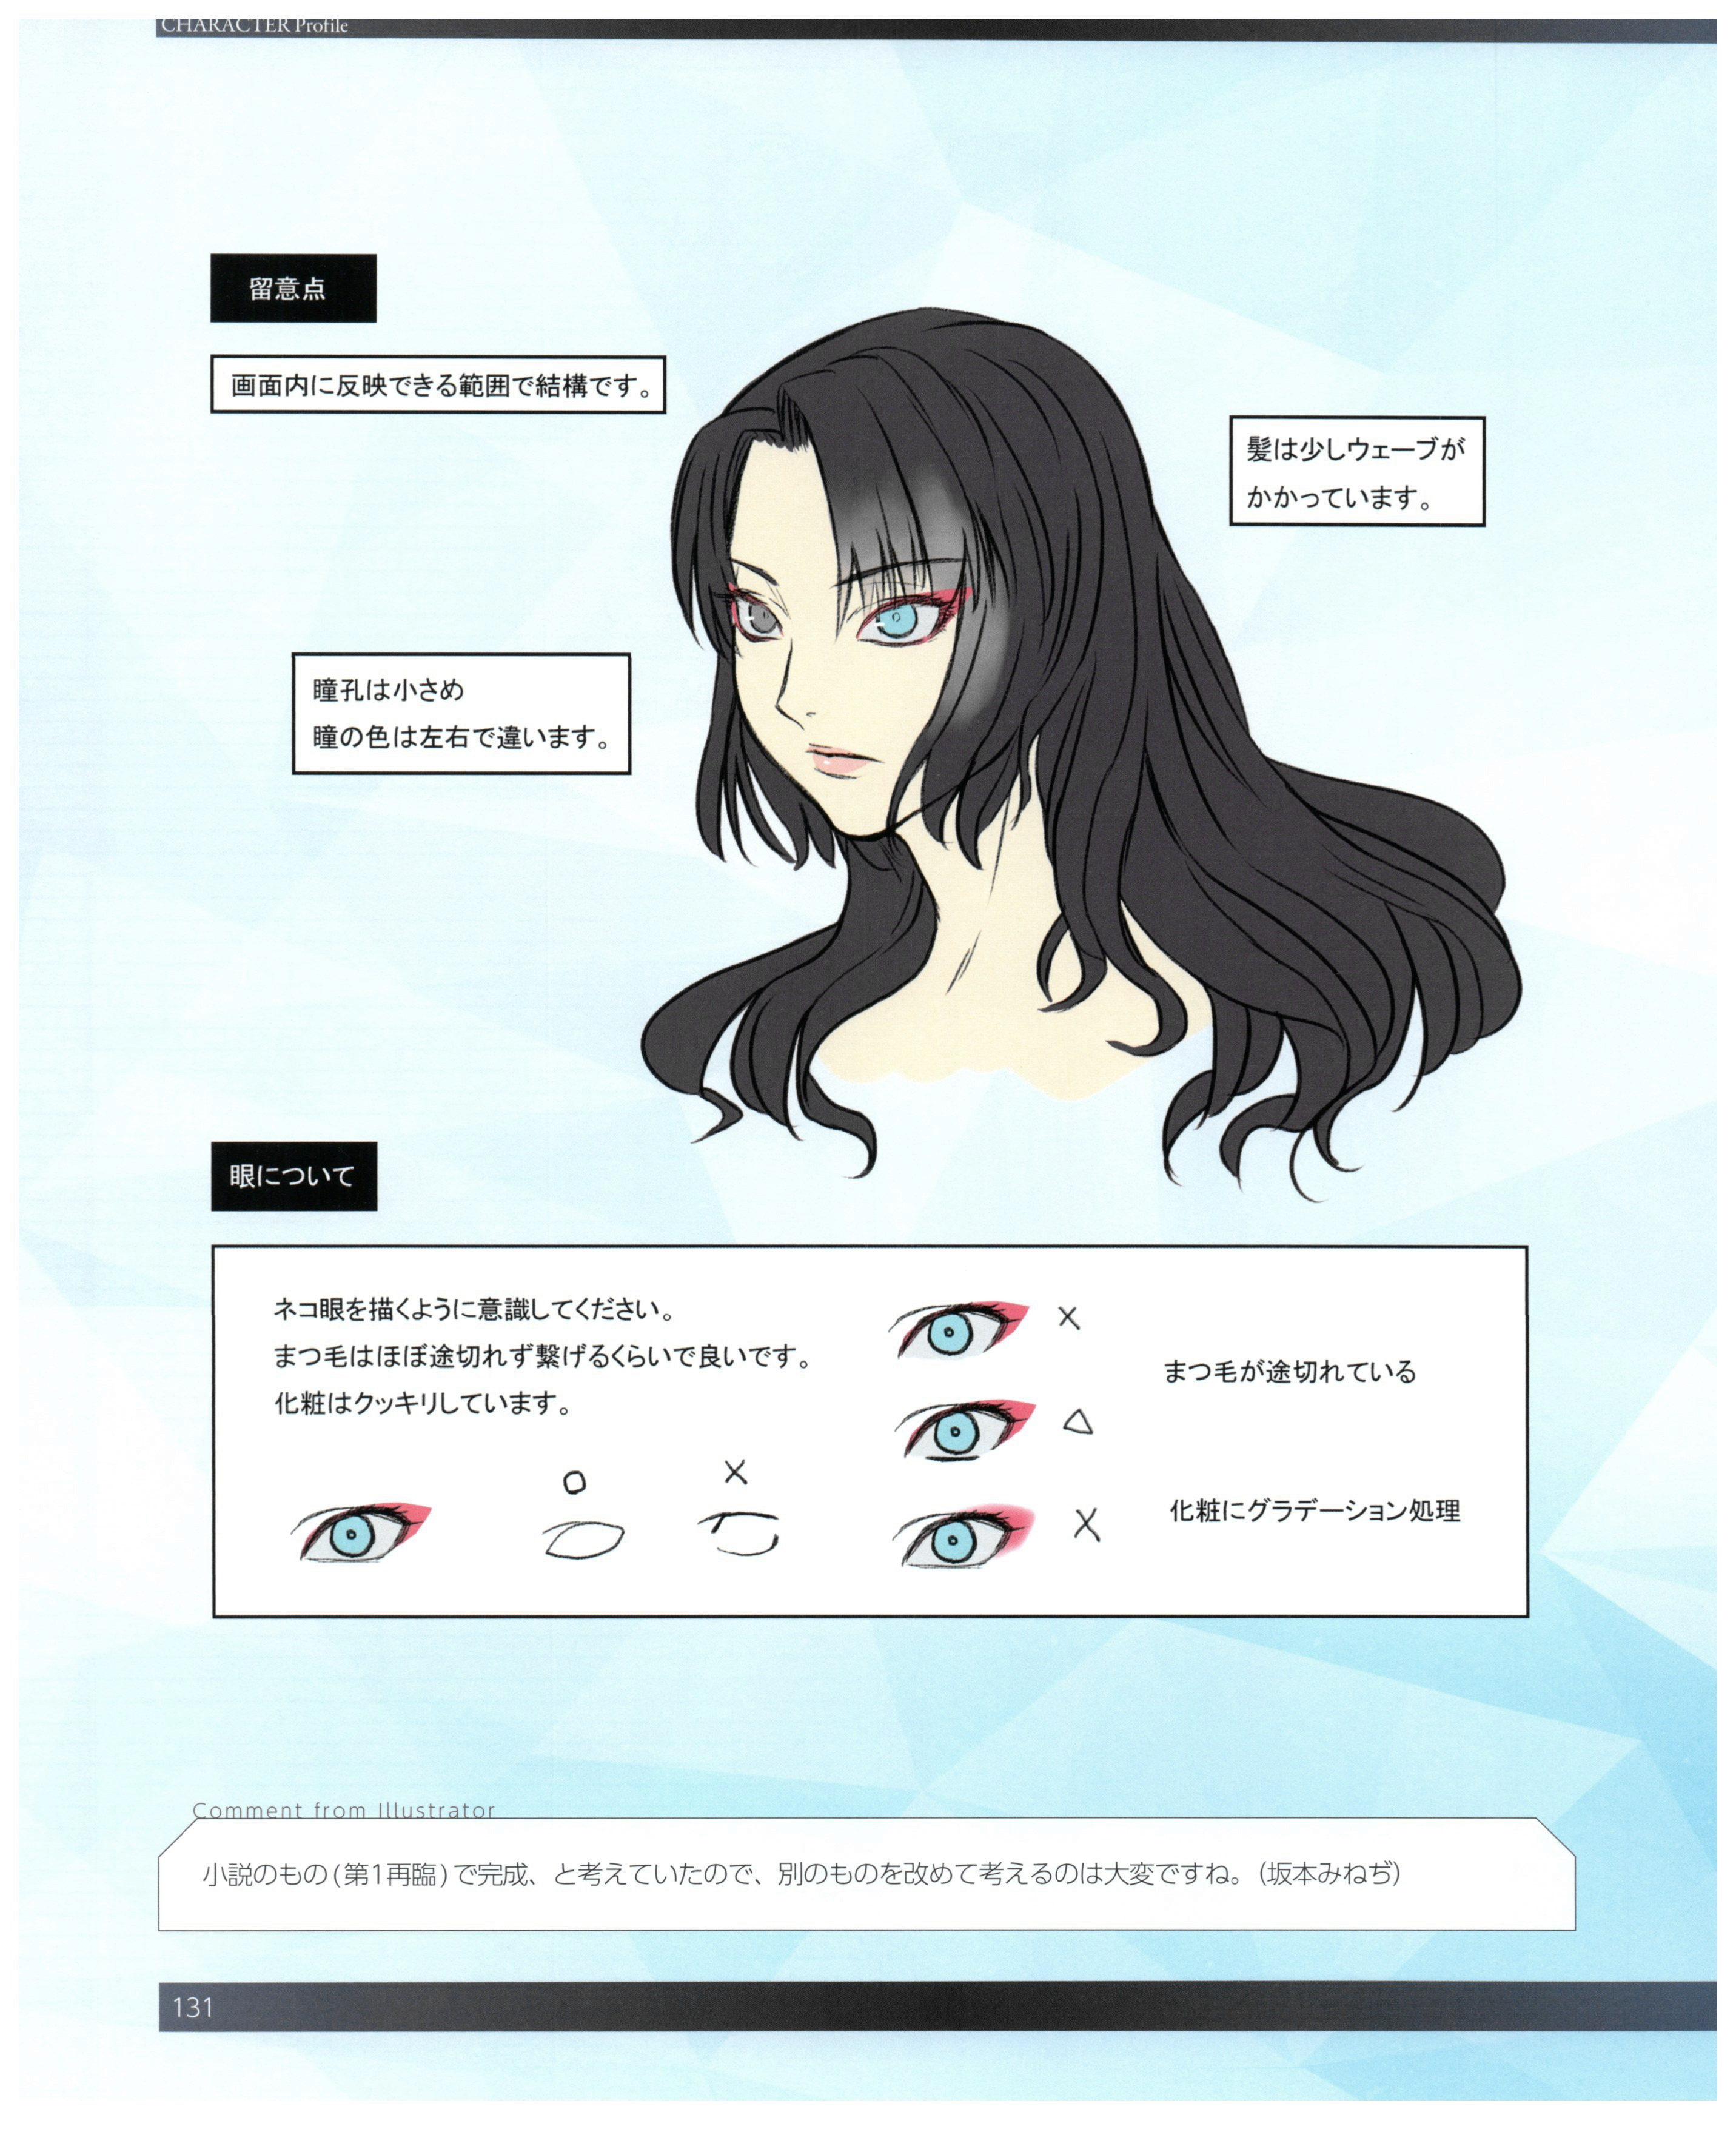 CHARACTER Profile
留意点
画面内に反映できる範囲で結構です。
髪は少しウェーブが
かかっています。
瞳孔は小さめ
瞳の色は左右で違います。
眼について
ネコ眼を描くように意識してください。
まつ毛はほぼ途切れず繋げるくらいで良いです。
化粧はクッキリしています。
まつ毛が途切れている
化粧にグラデーション処理
Comment from Illustrator
小説のもの(第1再臨)で完成、と考えていたので、別のものを改めて考えるのは大変ですね。(坂本みねぢ)
131